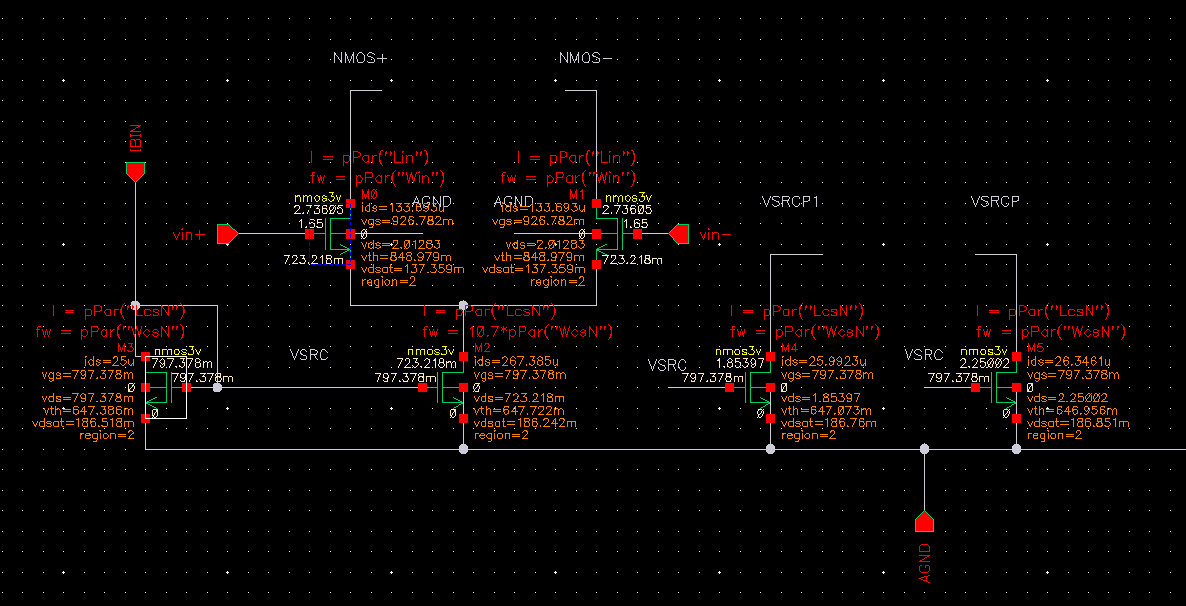 NMOS+
NMOS-
IBIN
l = pPar("Lin")
fw = pPar("Win")
l = pPar("Lin")
fw = pPar("Win")
nmos3v
M0
2.73605
ids=133.693u
1.65
vgs=926.782m
AGND
vin+
0
vds=2.01283
vth=848.979m
723.218m
vdsat=137.359m
region=2
AGND
M1
nmos3v
ids=133.693u
2.73605
vgs=926.782m
1.65
0
vin-
vds=2.01283
vth=848.979m
723.218m
vdsat=137.359m
region=2
VSRCP1
VSRCP
l = pPar("LcsN")
fw = pPar("WcsN")
M3
nmos3v
797.378m
ids=25u
vgs=797.378m
797.378m
0
vds=797.378m
0
vth=647.386m
vdsat=186.518m
region=2
l = pPar("LcsN")
fw = 10.7*pPar("WcsN")
VSRC
nmos3v
M2
723.218m
ids=267.385u
797.378m
vgs=797.378m
0
vds=723.218m
0
vth=647.722m
vdsat=186.242m
region=2
l = pPar("LcsN")
fw = pPar("WcsN")
VSRC
nmos3v
M4
1.85397
ids=25.9923u
797.378m
vgs=797.378m
0
vds=1.85397
0
vth=647.073m
vdsat=186.76m
region=2
l = pPar("LcsN")
fw = pPar("WcsN")
VSRC
nmos3v
M5
2.25002
ids=26.3461u
797.378m
vgs=797.378m
0
vds=2.25002
0
vth=646.956m
vdsat=186.851m
region=2
AGND